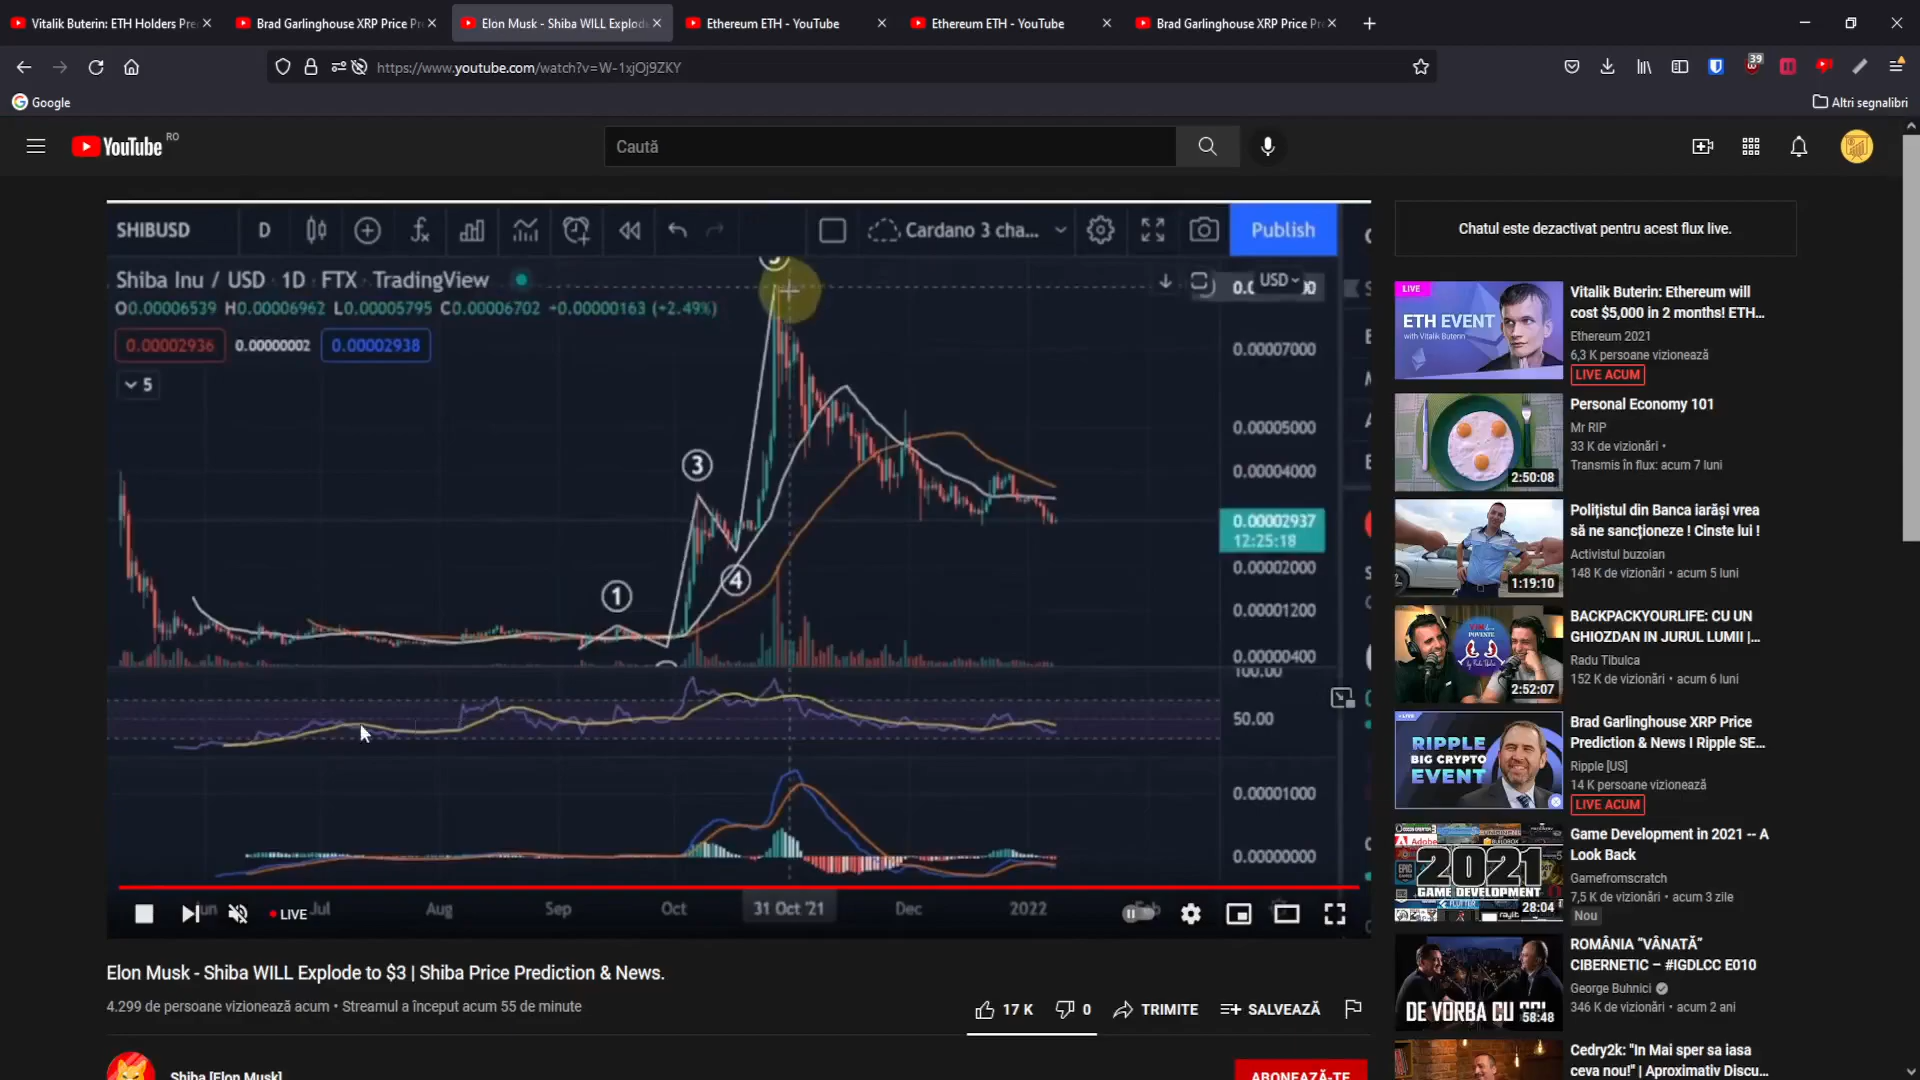 Vitalik Buterin: ETH Holders Pre
Brad Garlinghouse XRP Price Pr
Elon Musk - Shiba WILL Explode
Ethereum ETH - YouTube
Ethereum ETH - YouTube
Brad Garlinghouse XRP Price Pr
https://www.youtube.com/watch?v=W-1xjOj9ZKY
39
Google
Altri segnalibri
YouTube
RO
Caută
SHIBUSD
D
Cardano 3 cha...
Publish
Shiba Inu / USD · 1D · FTX · TradingView
USD
O0.00006539 H0.00006962 L0.00005795 C0.00006702 +0.00000163 (+2.49%)
0.00002936
0.00000002
0.00002938
5
0.00007000
0.00005000
0.00004000
0.00002937
12:25:18
0.00002000
0.00001200
0.00000400
100.00
50.00
0.00001000
0.00000000
1
3
4
LIVE
Jul
Aug
Sep
Oct
31 Oct '21
Dec
2022
Elon Musk - Shiba WILL Explode to $3 | Shiba Price Prediction & News.
4.299 de persoane vizionează acum • Streamul a început acum 55 de minute
17 K
0
TRIMITE
SALVEAZĂ
Shiba [Elon Musk]
ABONEAZĂ-TE
Chatul este dezactivat pentru acest flux live.
LIVE
ETH EVENT
with Vitalik Buterin
Vitalik Buterin: Ethereum will
cost $5,000 in 2 months! ETH...
Ethereum 2021
6,3 K persoane vizionează
LIVE ACUM
2:50:08
Personal Economy 101
Mr RIP
33 K de vizionări •
Transmis în flux: acum 7 luni
1:19:10
Polițistul din Banca iarăși vrea
să ne sancționeze ! Cinste lui !
Activistul buzoian
148 K de vizionări • acum 5 luni
POVESTE
2:52:07
BACKPACKYOURLIFE: CU UN
GHIOZDAN IN JURUL LUMII |...
Radu Tibulca
152 K de vizionări • acum 6 luni
LIVE
RIPPLE
BIG CRYPTO
EVENT
Brad Garlinghouse XRP Price
Prediction & News I Ripple SE...
Ripple [US]
14 K persoane vizionează
LIVE ACUM
Adobe
2021
GAME DEVELOPMENT
28:04
Game Development in 2021 -- A
Look Back
Gamefromscratch
7,5 K de vizionări • acum 3 zile
Nou
DE VORBA CU
58:48
ROMÂNIA “VÂNATĂ”
CIBERNETIC – #IGDLCC E010
George Buhnici
346 K de vizionări • acum 2 ani
Cedry2k: "In Mai sper sa iasa
ceva nou!" | Aproximativ Discu...